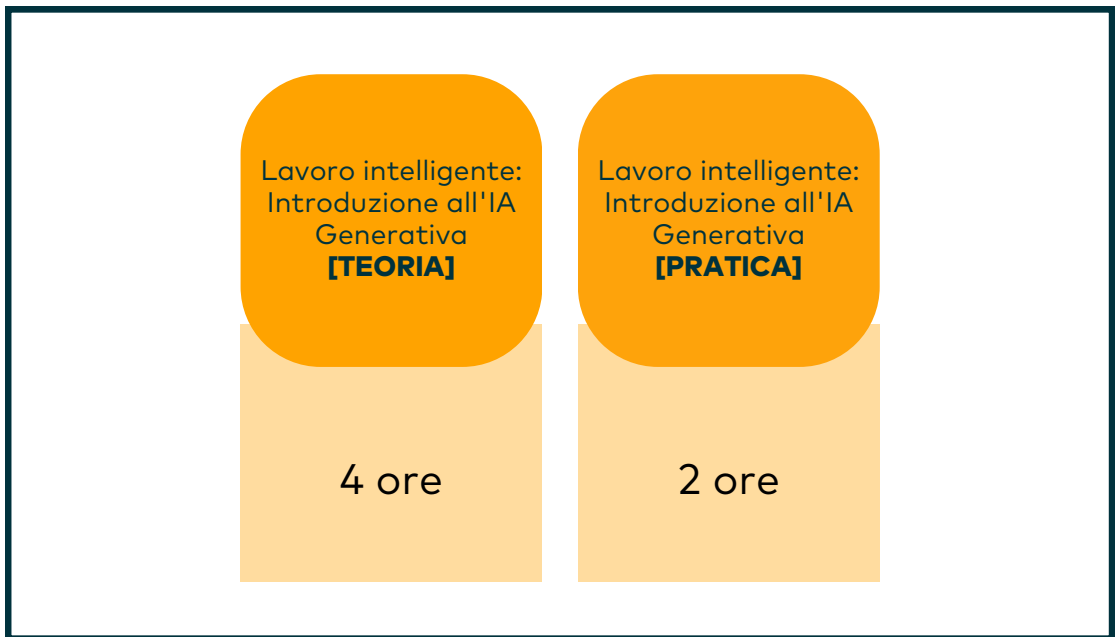 Lavoro intelligente:
Introduzione all'IA
Generativa
[TEORIA]
4 ore
Lavoro intelligente:
Introduzione all'IA
Generativa
[PRATICA]
2 ore